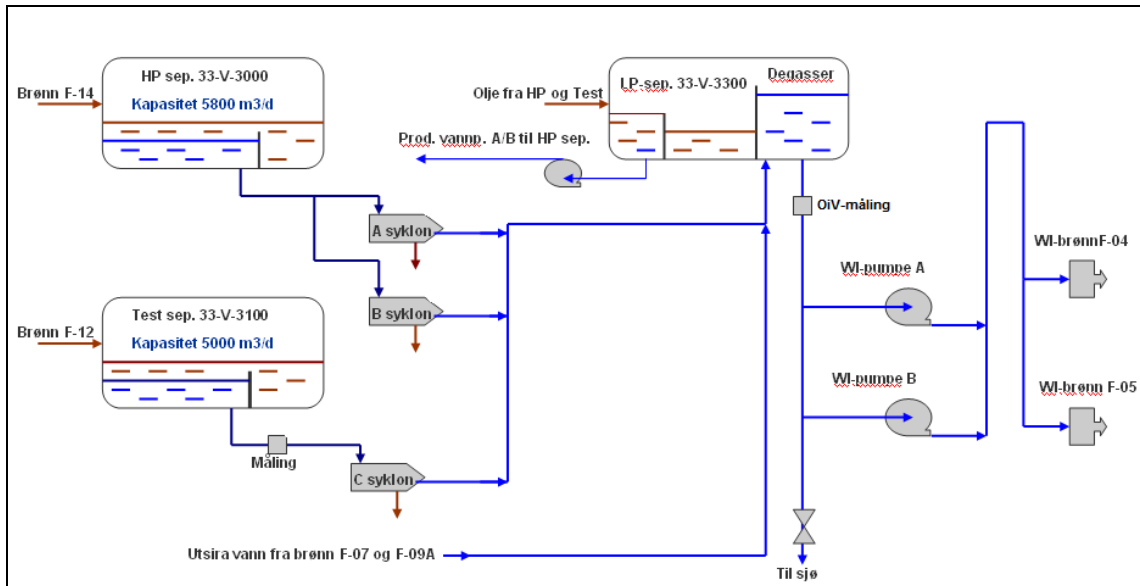 HP sep. 33-V-3000
Kapasitet 5800 m3/d
Brønn F-14
LP-sep. 33-V-3300
Degasser
Olje fra HP og Test
Prod. vannp. A/B til HP sep.
OiV-måling
A syklon
B syklon
WI-pumpe A
WI-brønnF-04
Test sep. 33-V-3100
Kapasitet 5000 m3/d
Brønn F-12
WI-pumpe B
WI-brønn F-05
Måling
C syklon
Utsira vann fra brønn F-07 og F-09A
Til sjø